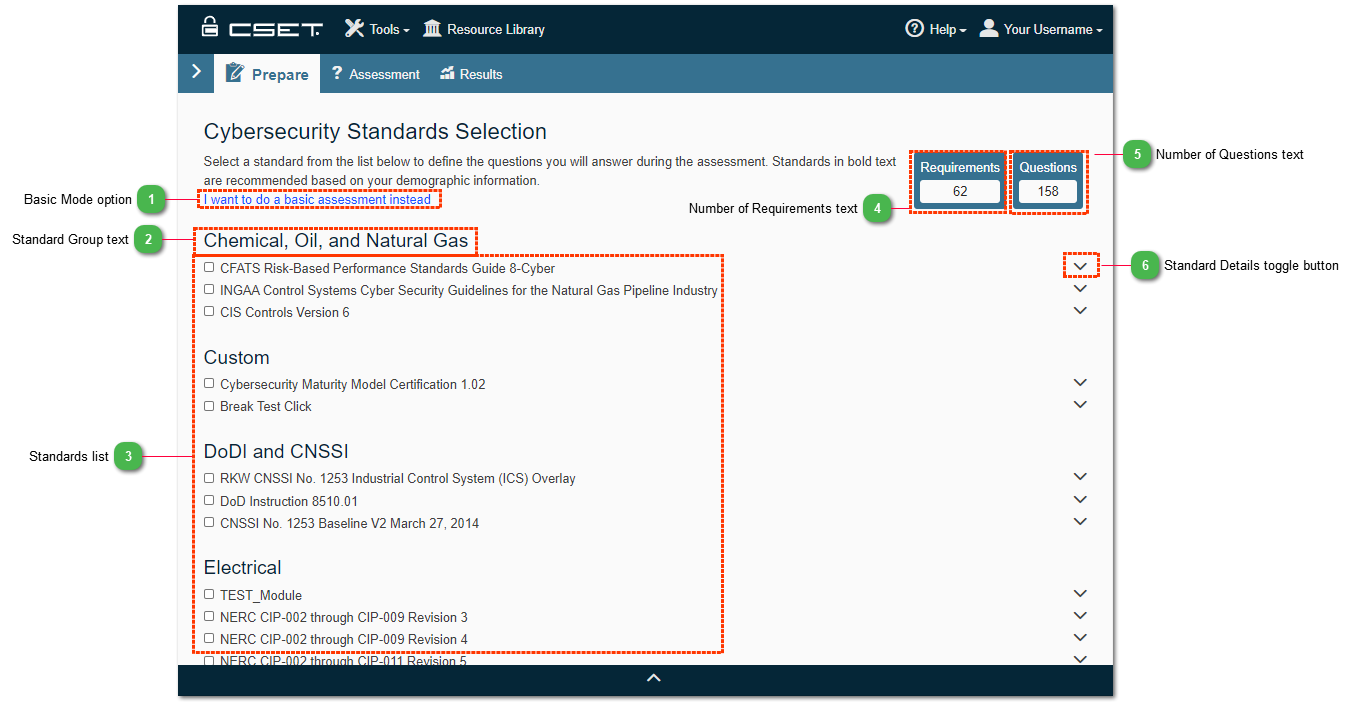 CSET Tools Resource Library Help Your Username
Prepare ? Assessment Results
Cybersecurity Standards Selection
Select a standard from the list below to define the questions you will answer during the assessment. Standards in bold text
are recommended based on your demographic information.
Requirements Questions
62 158
5 Number of Questions text
Basic Mode option 1
I want to do a basic assessment instead
Number of Requirements text 4
Standard Group text 2
Chemical, Oil, and Natural Gas
CFATS Risk-Based Performance Standards Guide 8-Cyber
6 Standard Details toggle button
INGAA Control Systems Cyber Security Guidelines for the Natural Gas Pipeline Industry
CIS Controls Version 6
Custom
Cybersecurity Maturity Model Certification 1.02
Break Test Click
DoDI and CNSSI
Standards list 3
RKW CNSSI No. 1253 Industrial Control System (ICS) Overlay
DoD Instruction 8510.01
CNSSI No. 1253 Baseline V2 March 27, 2014
Electrical
TEST_Module
NERC CIP-002 through CIP-009 Revision 3
NERC CIP-002 through CIP-009 Revision 4
NERC CIP-002 through CIP-011 Revision 5